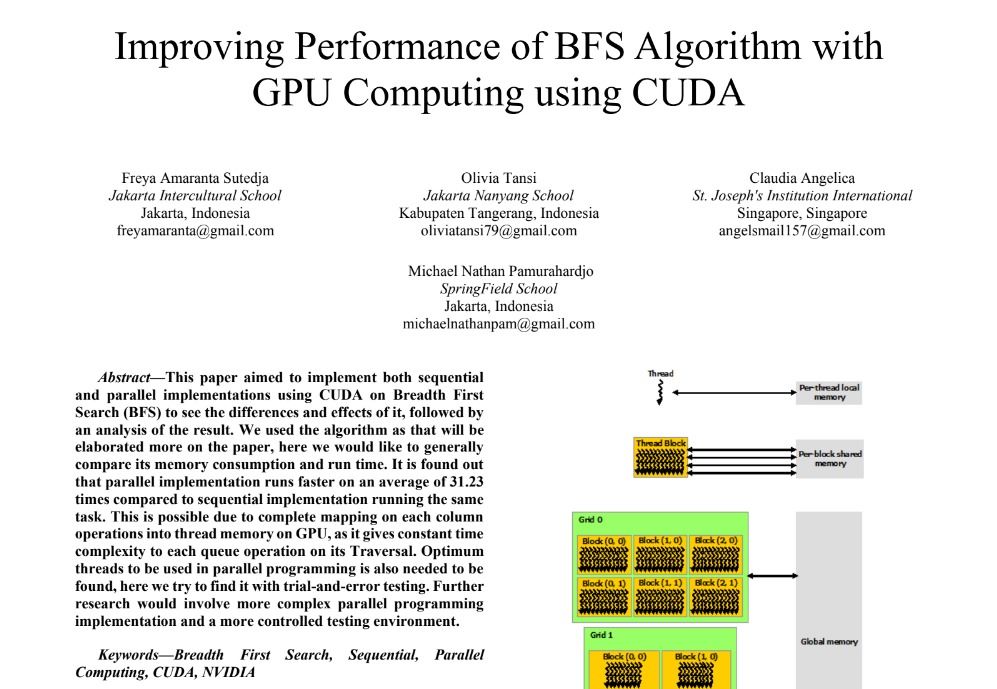 Improving Performance of BFS Algorithm with
GPU Computing using CUDA
Freya Amaranta Sutedja
Jakarta Intercultural School
Jakarta, Indonesia
freyamaranta@gmail.com
Olivia Tansi
Jakarta Nanyang School
Kabupaten Tangerang, Indonesia
oliviatansi79@gmail.com
Claudia Angelica
St. Joseph's Institution International
Singapore, Singapore
angelsmail157@gmail.com
Michael Nathan Pamurahardjo
SpringField School
Jakarta, Indonesia
michaelnathanpam@gmail.com
Abstract—This paper aimed to implement both sequential
and parallel implementations using CUDA on Breadth First
Search (BFS) to see the differences and effects of it, followed by
an analysis of the result. We used the algorithm as that will be
elaborated more on the paper, here we would like to generally
compare its memory consumption and run time. It is found out
that parallel implementation runs faster on an average of 31.23
times compared to sequential implementation running the same
task. This is possible due to complete mapping on each column
operations into thread memory on GPU, as it gives constant time
complexity to each queue operation on its Traversal. Optimum
threads to be used in parallel programming is also needed to be
found, here we try to find it with trial-and-error testing. Further
research would involve more complex parallel programming
implementation and a more controlled testing environment.
Keywords—Breadth First Search, Sequential, Parallel
Computing, CUDA, NVIDIA
Thread
Per-thread local
memory
Thread Block
Per-block shared
memory
Grid 0
Block (0, 0) Block (1, 0) Block (2, 0)
Block (0, 1) Block (1, 1) Block (2, 1)
Grid 1
Block (0, 0) Block (1, 0)
Global memory